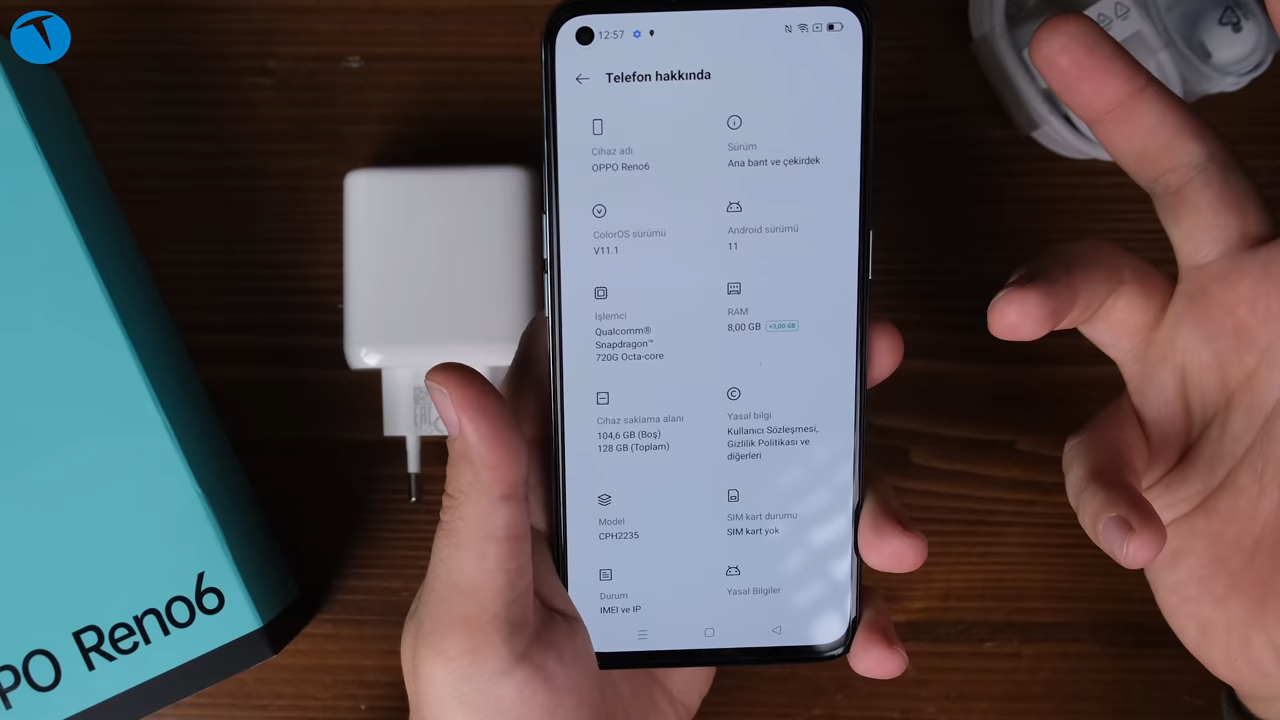 12:57
Telefon hakkında
Cihaz adı
OPPO Reno6
Sürüm
Ana bant ve çekirdek
ColorOS sürümü
V11.1
Android sürümü
11
İşlemci
Qualcomm®
Snapdragon™
720G Octa-core
RAM
8,00 GB +3,00 GB
Cihaz saklama alanı
104,6 GB (Boş)
128 GB (Toplam)
Yasal bilgi
Kullanıcı Sözleşmesi,
Gizlilik Politikası ve
diğerleri
Model
CPH2235
SIM kart durumu
SIM kart yok
Durum
IMEI ve IP
Yasal Bilgiler
PO Reno6
EAC